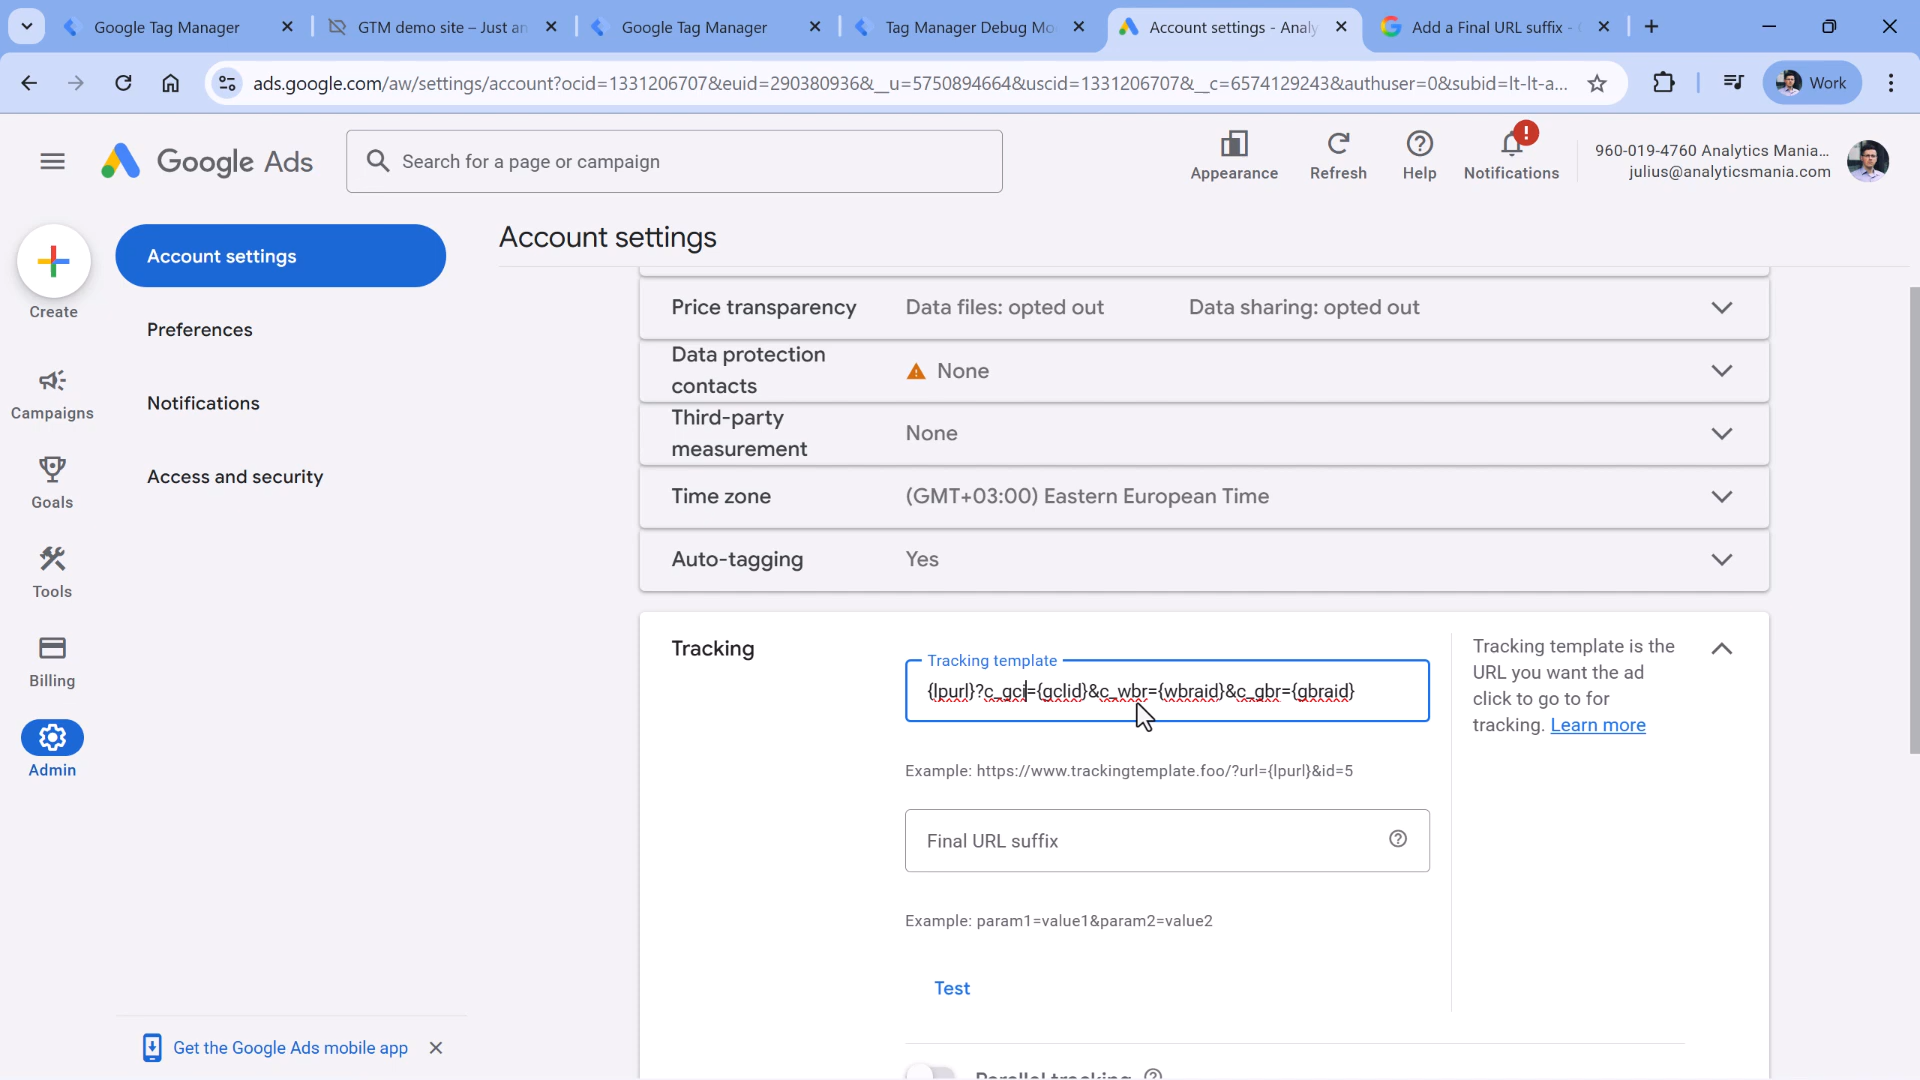 Google Tag Manager
GTM demo site – Just an
Google Tag Manager
Tag Manager Debug Mo
Account settings - Analy
Add a Final URL suffix -
ads.google.com/aw/settings/account?ocid=1331206707&euid=290380936&__u=5750894664&uscid=1331206707&__c=6574129243&authuser=0&subid=lt-lt-a...
Work
Google Ads
Search for a page or campaign
Appearance
Refresh
Help
Notifications
960-019-4760 Analytics Mania...
julius@analyticsmania.com
Create
Campaigns
Goals
Tools
Billing
Admin
Account settings
Preferences
Notifications
Access and security
Get the Google Ads mobile app
Account settings
Price transparency Data files: opted out Data sharing: opted out
Data protection
contacts
None
Third-party
measurement
None
Time zone (GMT+03:00) Eastern European Time
Auto-tagging Yes
Tracking
Tracking template
{lpurl}?c_gci={gclid}&c_wbr={wbraid}&c_gbr={gbraid}
Example: https://www.trackingtemplate.foo/?url={lpurl}&id=5
Final URL suffix
Example: param1=value1&param2=value2
Test
Parallel tracking
Tracking template is the
URL you want the ad
click to go to for
tracking. Learn more